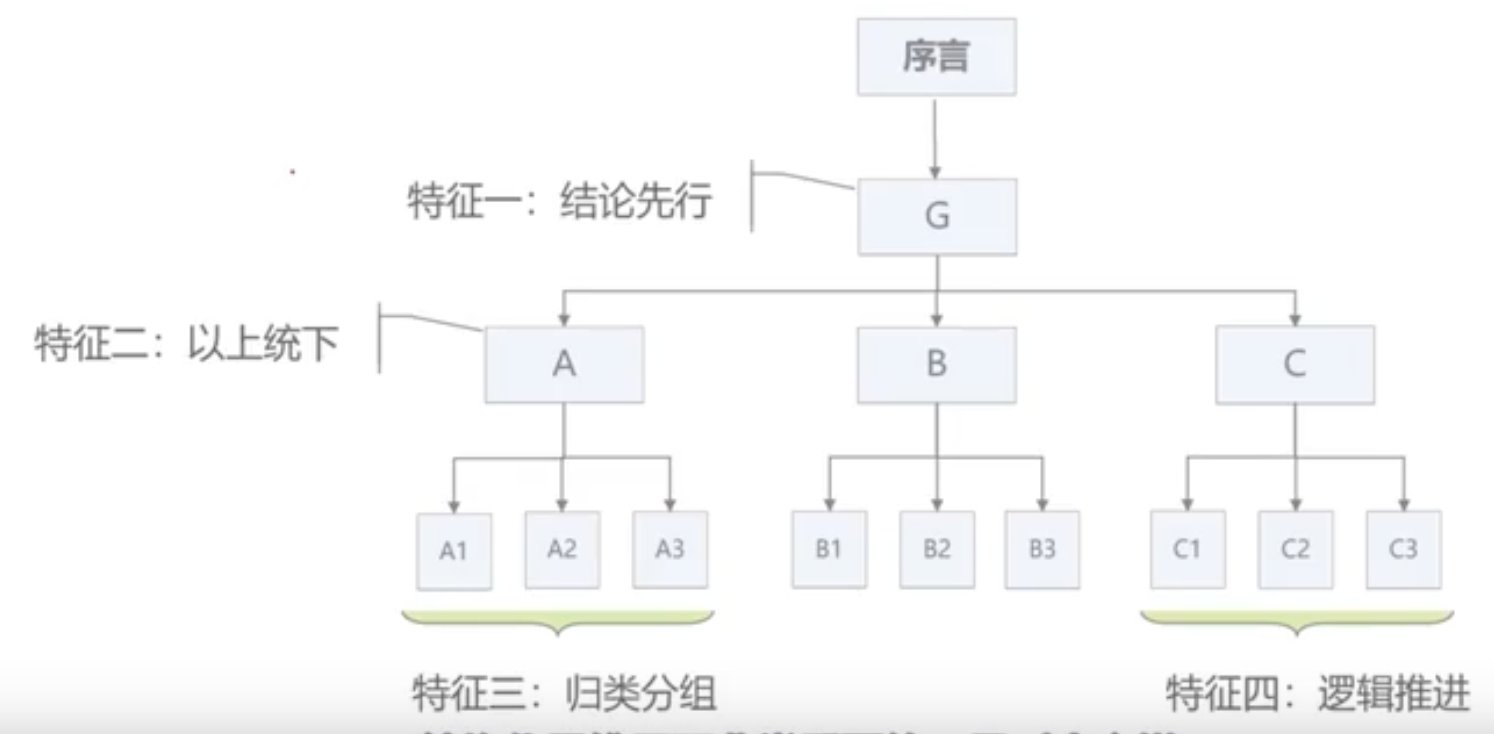 序言
特征一：结论先行
G
特征二：以上统下
A
B
C
A1
A2
A3
B1
B2
B3
C1
C2
C3
特征三：归类分组
特征四：逻辑推进